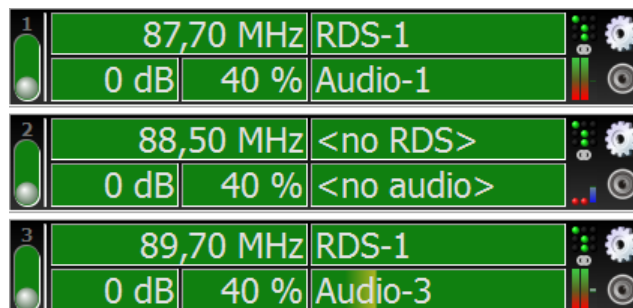 1
87,70 MHz RDS-1
0 dB 40 % Audio-1
2
88,50 MHz <no RDS>
0 dB 40 % <no audio>
3
89,70 MHz RDS-1
0 dB 40 % Audio-3